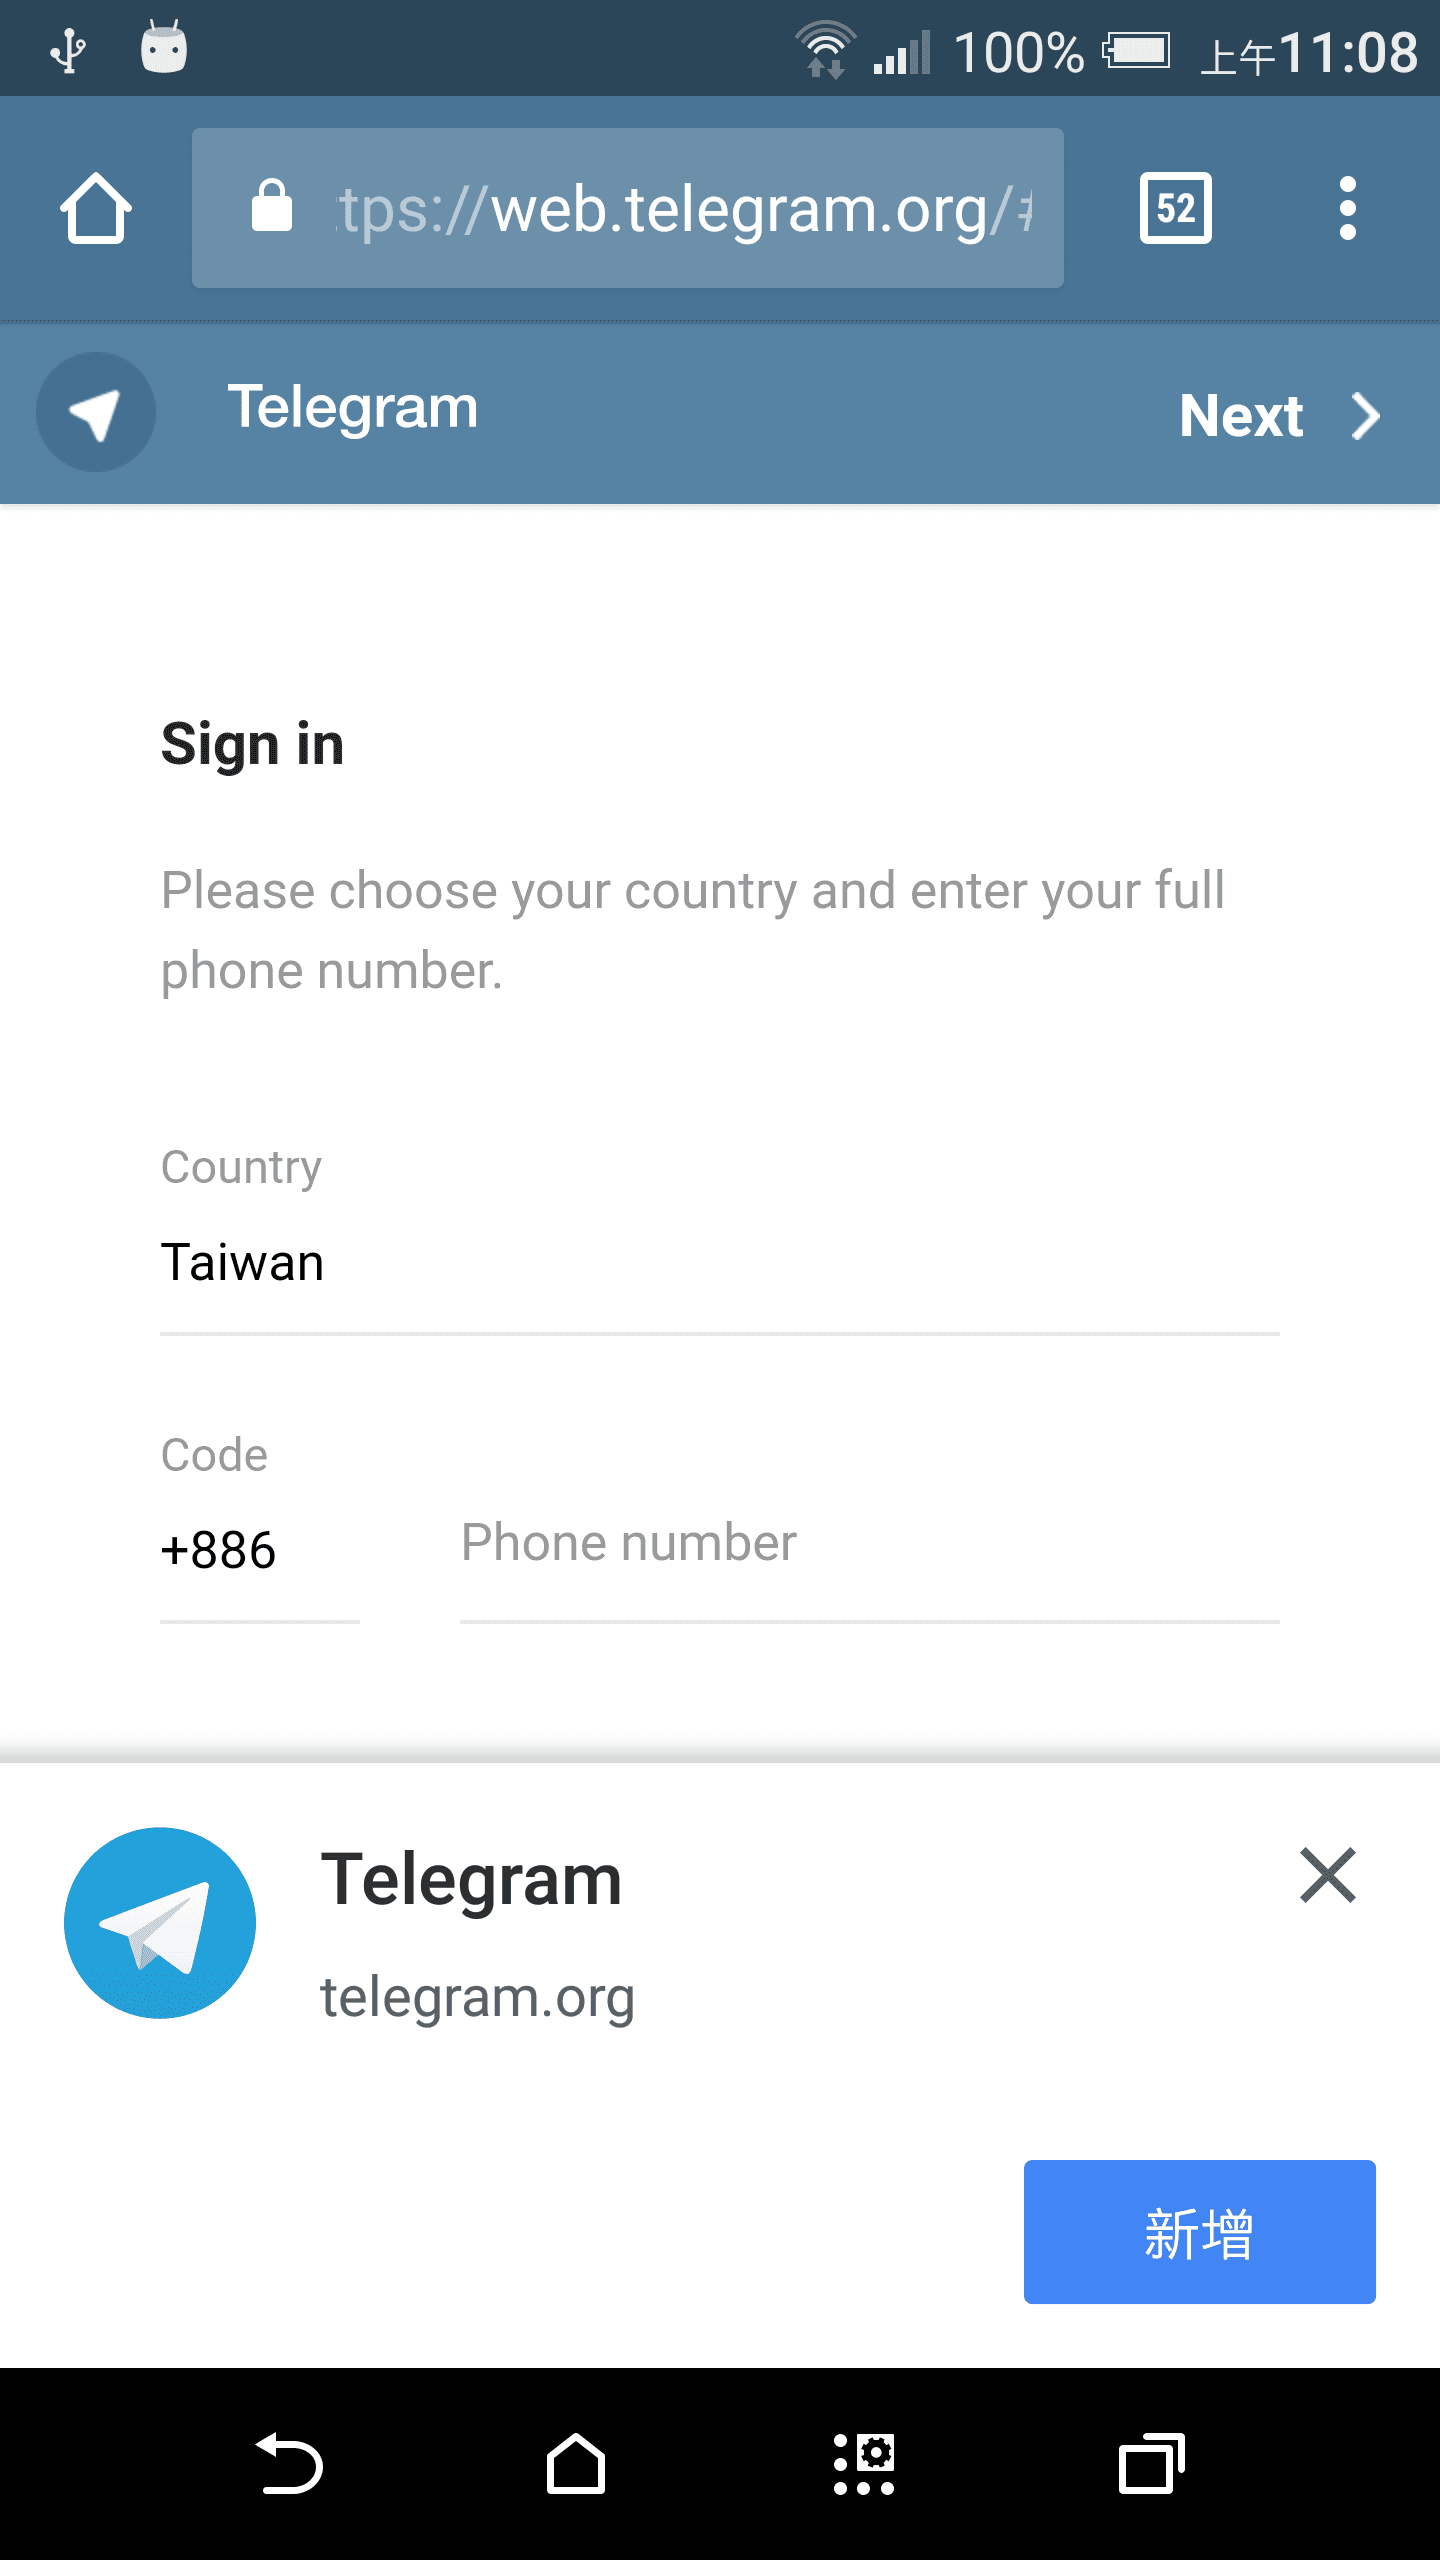 100% 上午11:08
tps://web.telegram.org/#
52
Telegram
Next
Sign in
Please choose your country and enter your full
phone number.
Country
Taiwan
Code
+886 Phone number
Telegram
telegram.org
新增